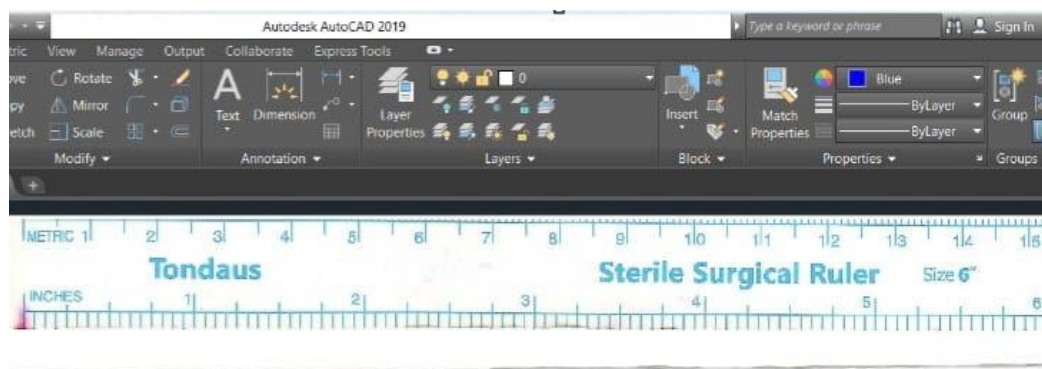 Autodesk AutoCAD 2019 Type a keyword or phrase Sign In
View Manage Output Collaborate Express Tools
Rotate
Mirror
Scale
Text Dimension
Layer Properties
0
Insert
Match Properties
Blue
ByLayer
ByLayer
Group
Modify Annotation Layers Block Properties Groups
+
METRIC 1 2 3 4 5 6 7 8 9 10 11 12 13 14 15
Tondaus Sterile Surgical Ruler Size 6"
INCHES 1 2 3 4 5 6